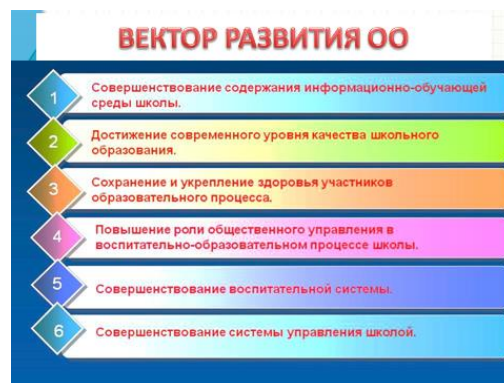 ВЕКТОР РАЗВИТИЯ ОО
1
Совершенствование содержания информационно-обучающей
среды школы.
2
Достижение современного уровня качества школьного
образования.
3
Сохранение и укрепление здоровья участников
образовательного процесса.
4
Повышение роли общественного управления в
воспитательно-образовательном процессе школы.
5
Совершенствование воспитательной системы.
6
Совершенствование системы управления школой.